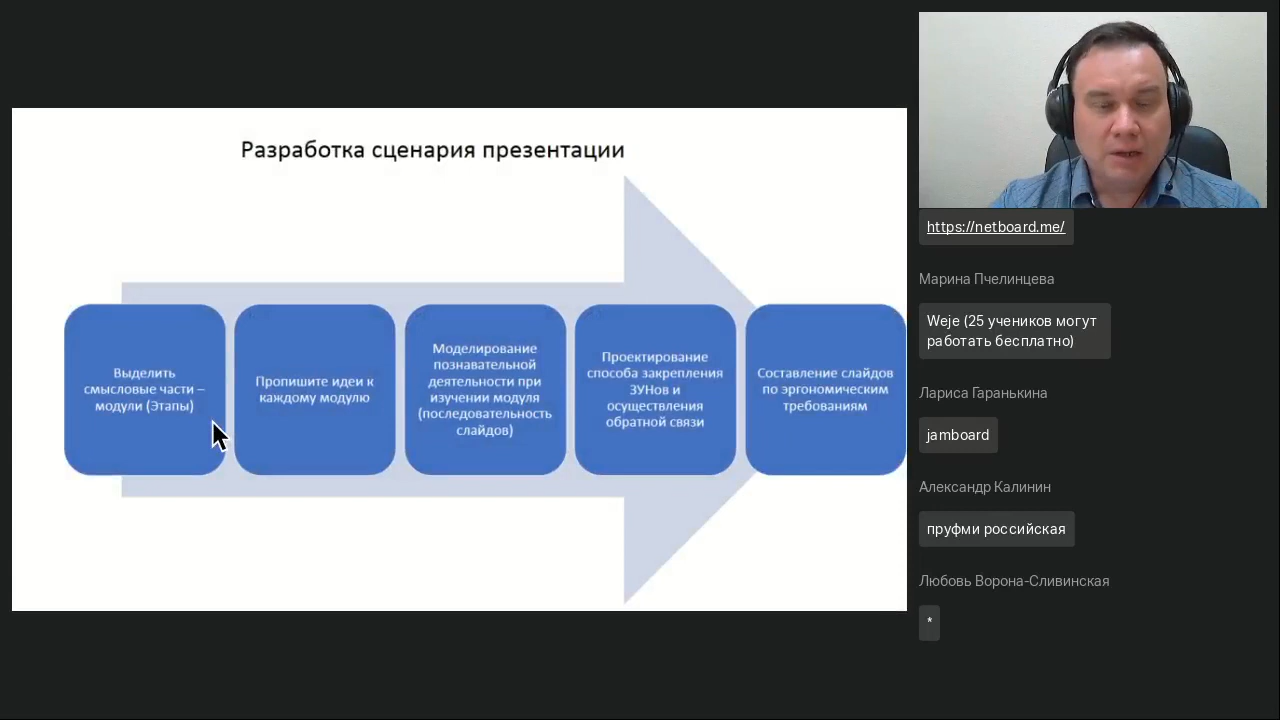 Разработка сценария презентации
Выделить
смысловые части –
модули (Этапы)
Пропишите идеи к
каждому модулю
Моделирование
познавательной
деятельности при
изучении модуля
(последовательность
слайдов)
Проектирование
способа закрепления
ЗУНов и
осуществления
обратной связи
Составление слайдов
по эргономическим
требованиям
https://netboard.me/
Марина Пчелинцева
Weje (25 учеников могут
работать бесплатно)
Лариса Гаранькина
jamboard
Александр Калинин
пруфми российская
Любовь Ворона-Сливинская
*